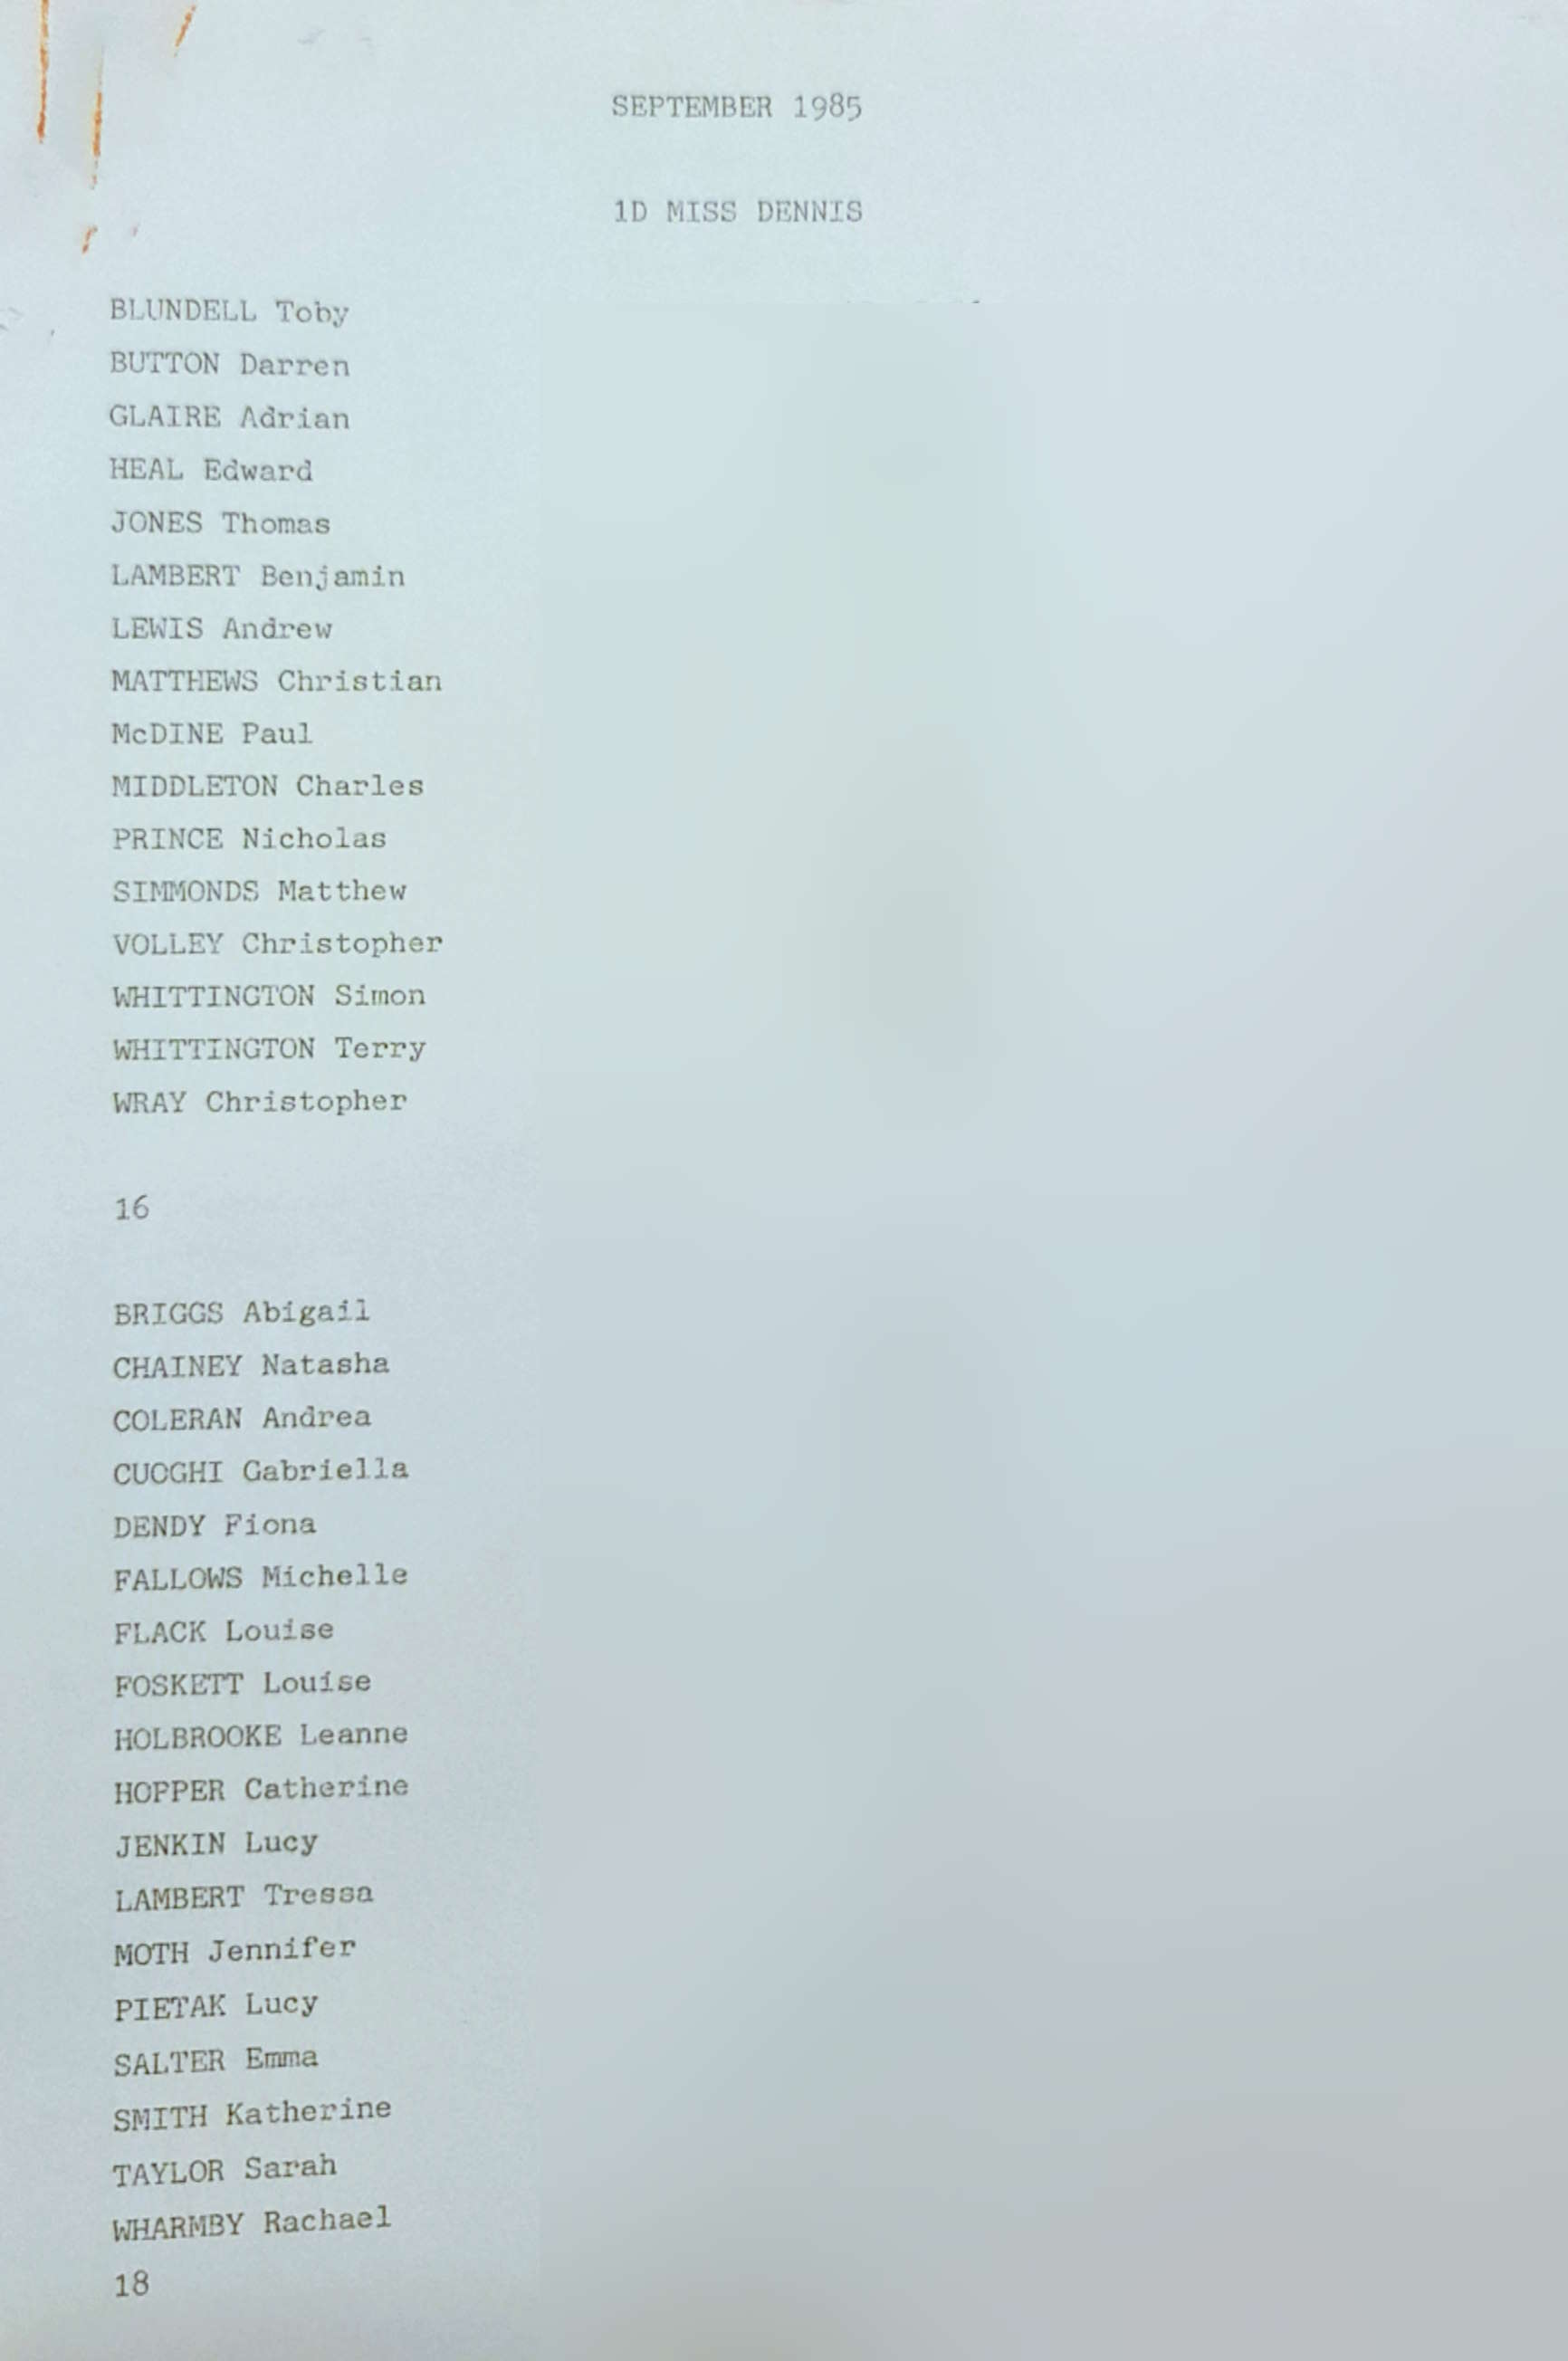 SEPTEMBER 1985
1D MISS DENNIS
BLUNDELL Toby
BUTTON Darren
GLAIRE Adrian
HEAL Edward
JONES Thomas
LAMBERT Benjamin
LEWIS Andrew
MATTHEWS Christian
McDINE Paul
MIDDLETON Charles
PRINCE Nicholas
SIMMONDS Matthew
VOLLEY Christopher
WHITTINGTON Simon
WHITTINGTON Terry
WRAY Christopher
16
BRIGGS Abigail
CHAINEY Natasha
COLERAN Andrea
CUOGHI Gabriella
DENDY Fiona
FALLOWS Michelle
FLACK Louise
FOSKETT Louise
HOLBROOKE Leanne
HOPPER Catherine
JENKIN Lucy
LAMBERT Tressa
MOTH Jennifer
PIETAK Lucy
SALTER Emma
SMITH Katherine
TAYLOR Sarah
WHARMBY Rachael
18